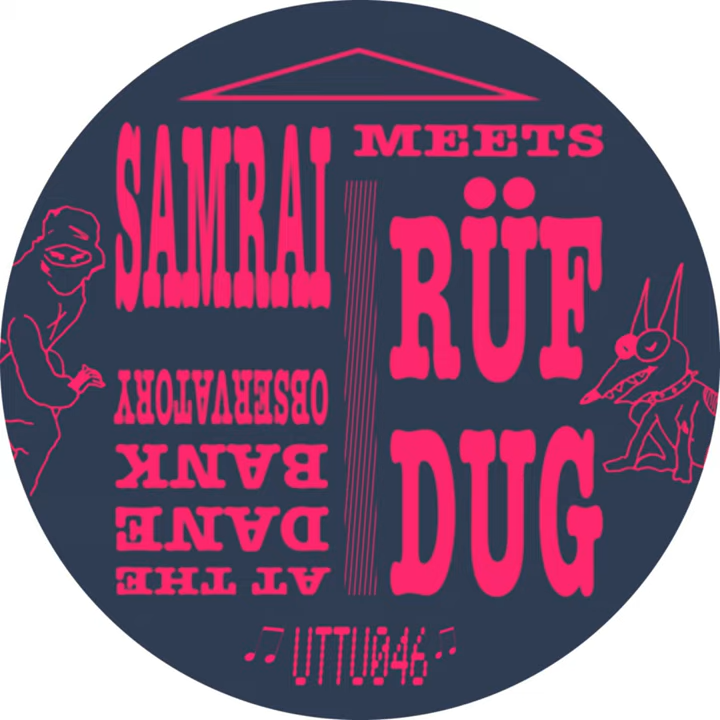 SAMRAI
MEETS
RÜF
DUG
AT THE
DANE
BANK
OBSERVATORY
UTTU046